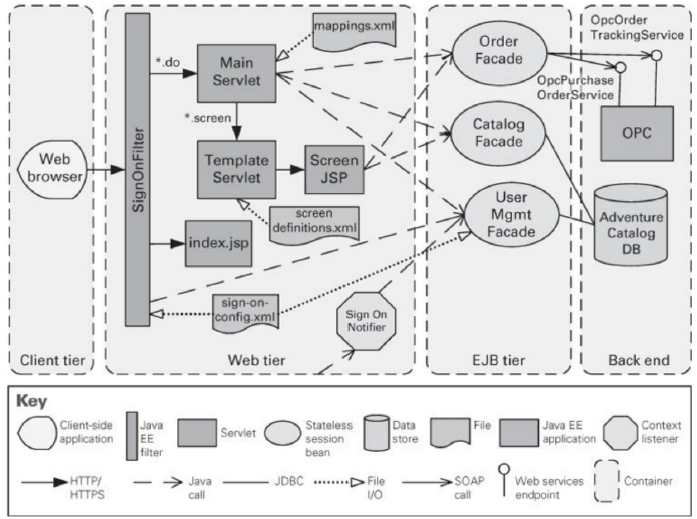 mappings.xml
*.do
Main
Servlet
*.screen
Template
Servlet
Screen
JSP
screen
definitions.xml
index.jsp
sign-on-
config.xml
SignOnFilter
Web
browser
Sign On
Notifier
Order
Facade
Catalog
Facade
User
Mgmt
Facade
OpcOrder
TrackingService
OpcPurchase
OrderService
OPC
Adventure
Catalog
DB
Client tier
Web tier
EJB tier
Back end
Key
Client-side
application
Java
EE
filter
Servlet
Stateless
session
bean
Data
store
File
Java EE
application
Context
listener
HTTP/
HTTPS
Java
call
JDBC
File
I/O
SOAP
call
Web services
endpoint
Container